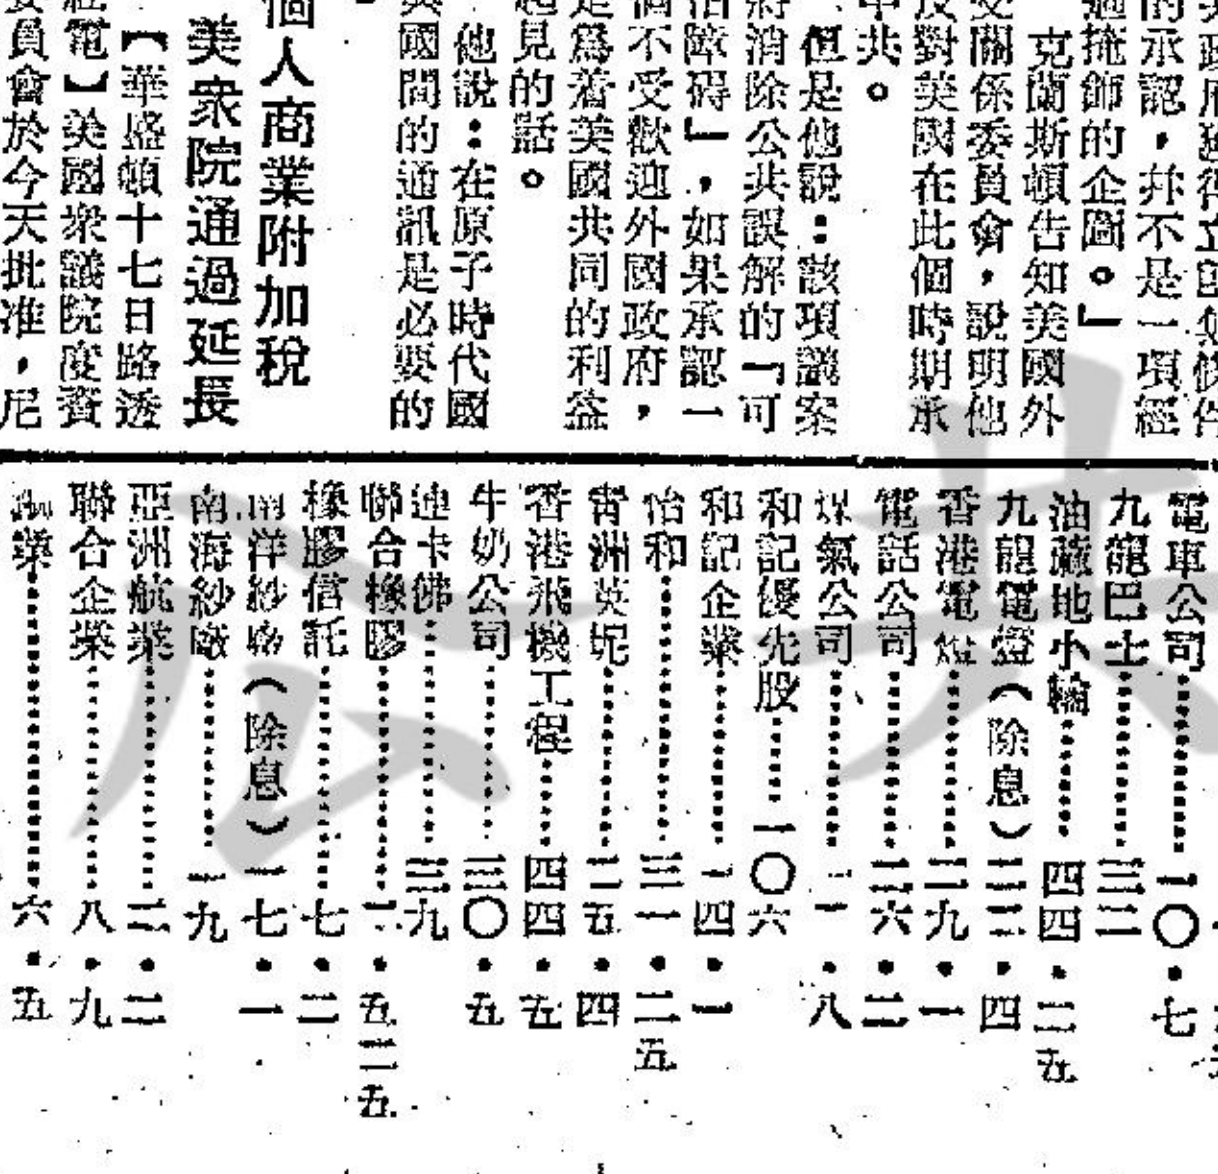 的承認，幷不是一項經
過掩飾的企圖。」
克蘭斯頓告知美國外
關係委員會，說明他
反對美國在此個時期承
中共。
但是他說：該項議案
將消除公共誤解的「可
障碍」，如果承認一
個不受歡迎外國政府，
是爲着美國共同的利益
起見的話。
他說：在原子時代國
與國間的通訊是必要的
個人商業附加稅
美衆院通過延長
【華盛頓十七日路透
電】美國衆議院度資
委員會於今天批准，尼
電車公司 一〇・七
九龍巴士 三二
油蔴地小輪 四四・二五
九龍電燈（除息）三二・四
香港電燈 二九・一
電話公司 二六・二
煤氣公司 一一・八
和記優先股 一〇六
和記企業 一四・一
怡和 三一・二五
靑洲英坭 二五・四
香港飛機工程 四四・五
牛奶公司 三〇・五
連卡佛 三九
聯合橡膠 二・五二五
橡膠信託 七・二
南洋紗廠（除息）一七・一
南海紗廠 一九
亞洲航業 二・二
聯合企業 八・九
業 六・五
公共